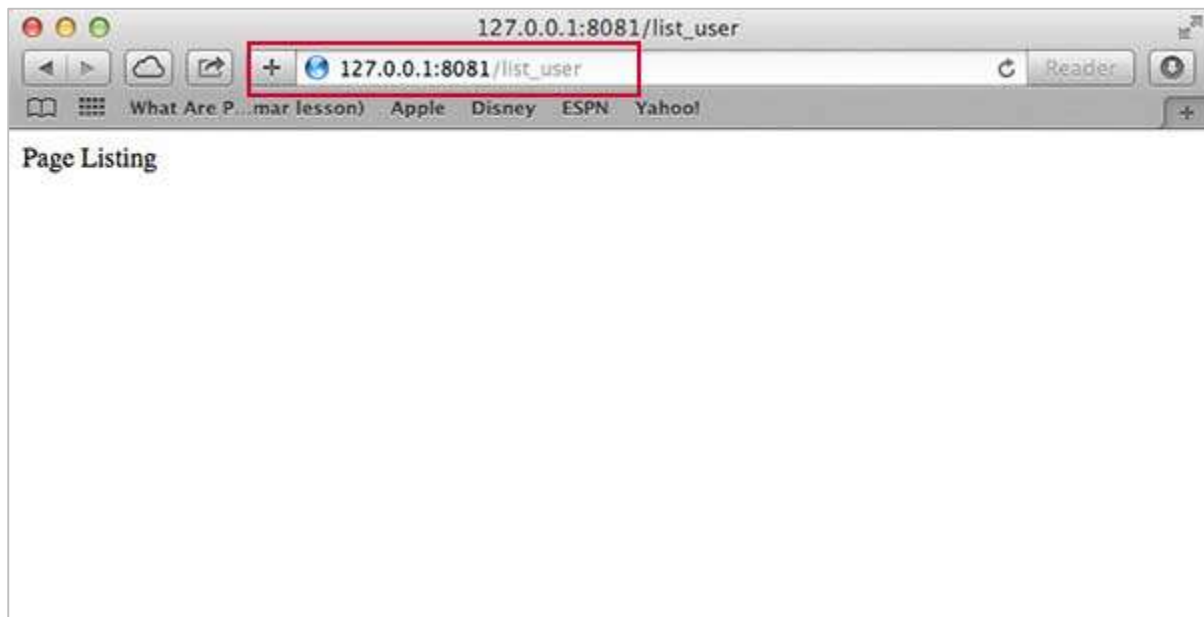 127.0.0.1:8081/list_user
127.0.0.1:8081/list_user
Reader
What Are P...mar lesson) Apple Disney ESPN Yahoo!
Page Listing